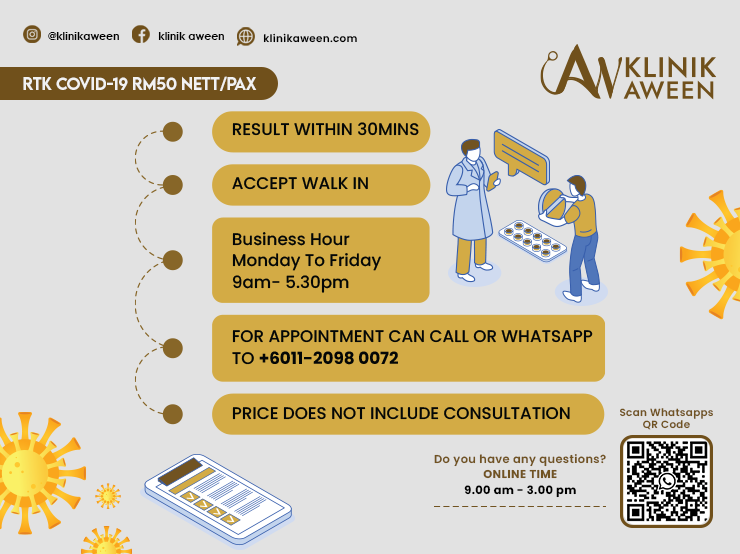 @klinikaween klinik aween klinikaween.com
KLINIK
AWEEN
RTK COVID-19 RM50 NETT/PAX
RESULT WITHIN 30MINS
ACCEPT WALK IN
Business Hour
Monday To Friday
9am- 5.30pm
FOR APPOINTMENT CAN CALL OR WHATSAPP
TO +6011-2098 0072
PRICE DOES NOT INCLUDE CONSULTATION
Scan Whatsapps
QR Code
Do you have any questions?
ONLINE TIME
9.00 am - 3.00 pm